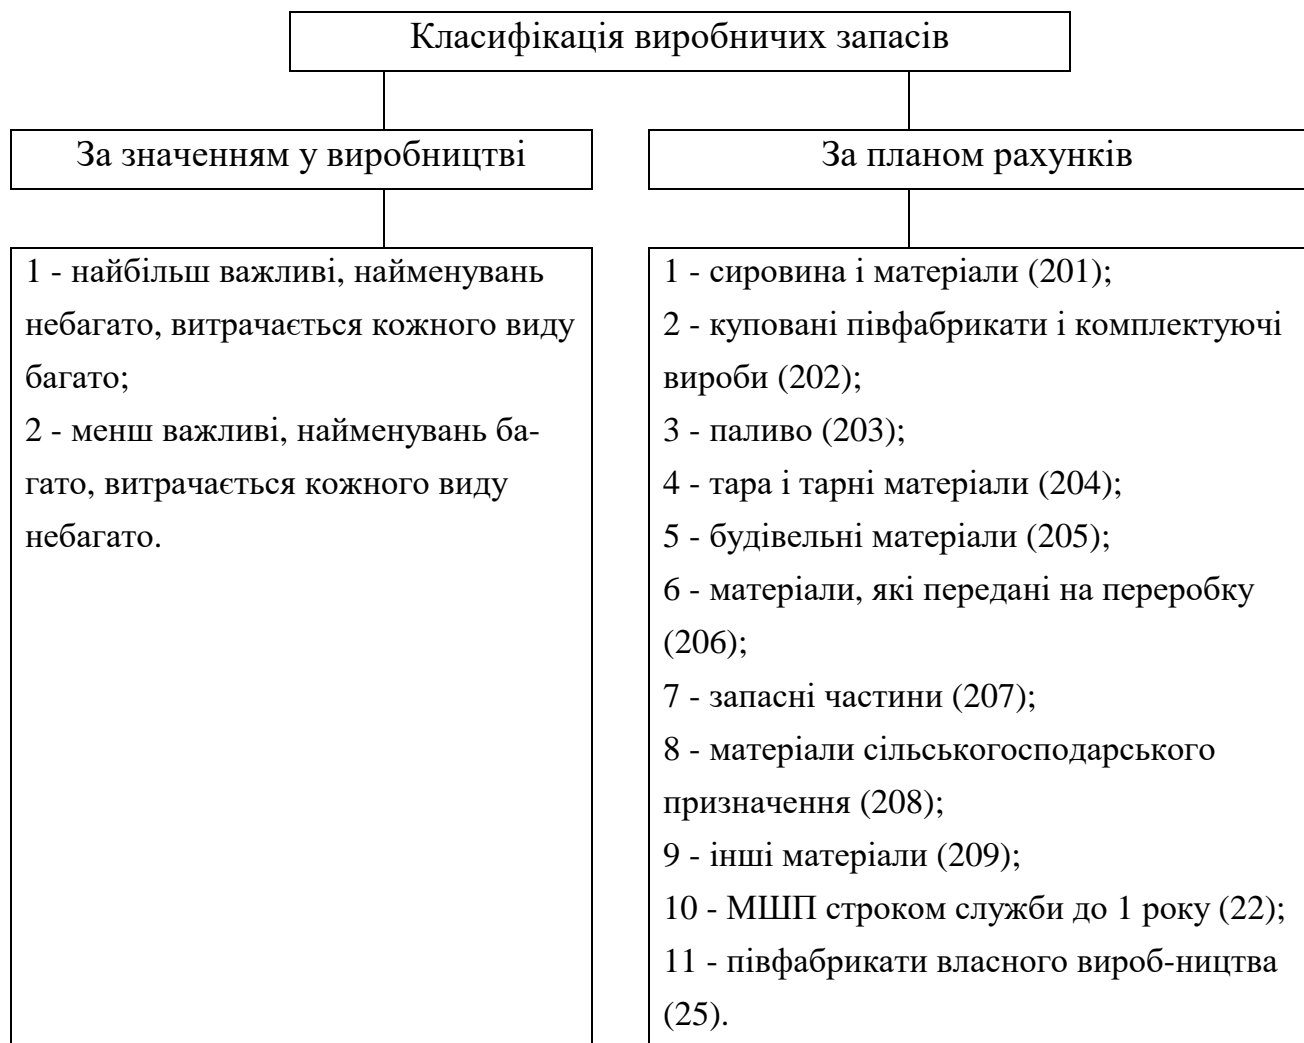 Класифікація виробничих запасів
За значенням у виробництві
1 - найбільш важливі, найменувань
небагато, витрачається кожного виду
багато;
2 - менш важливі, найменувань ба-
гато, витрачається кожного виду
небагато.
За планом рахунків
1 - сировина і матеріали (201);
2 - куповані півфабрикати і комплектуючі
вироби (202);
3 - паливо (203);
4 - тара і тарні матеріали (204);
5 - будівельні матеріали (205);
6 - матеріали, які передані на переробку
(206);
7 - запасні частини (207);
8 - матеріали сільськогосподарського
призначення (208);
9 - інші матеріали (209);
10 - МШП строком служби до 1 року (22);
11 - півфабрикати власного вироб-ництва
(25).